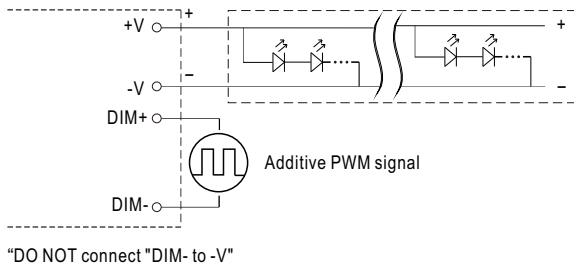 +V + +
-V – –
DIM+
Additive PWM signal
DIM-
“DO NOT connect "DIM- to -V"